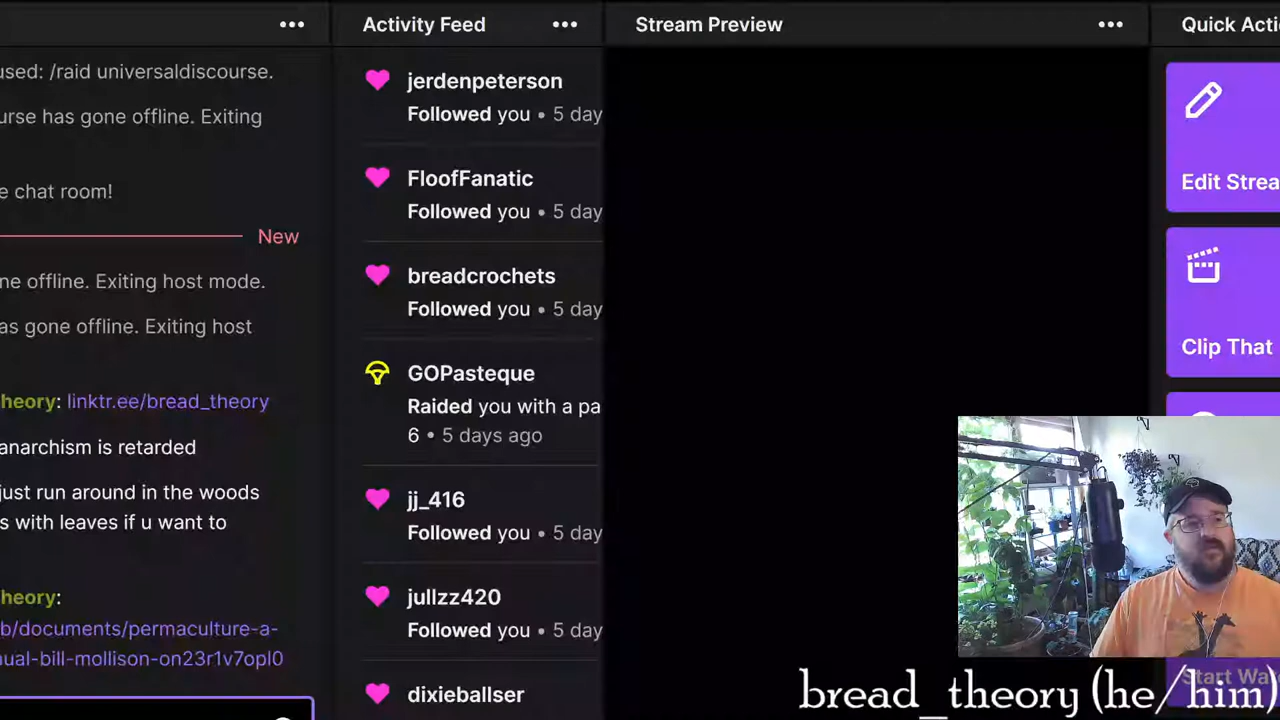 Activity Feed
Stream Preview
used: /raid universaldiscourse.
urse has gone offline. Exiting
e chat room!
New
ne offline. Exiting host mode.
as gone offline. Exiting host
heory: linktr.ee/bread_theory
anarchism is retarded
just run around in the woods
s with leaves if u want to
heory:
b/documents/permaculture-a-
ual-bill-mollison-on23r1v7opl0
jerdenpeterson
Followed you • 5 day
FloofFanatic
Followed you • 5 day
breadcrochets
Followed you • 5 day
GOPasteque
Raided you with a pa
6 • 5 days ago
jj_416
Followed you • 5 day
jullzz420
Followed you • 5 day
dixieballser
Quick Acti
Edit Strea
Clip That
Start Wat
bread_theory (he/him)